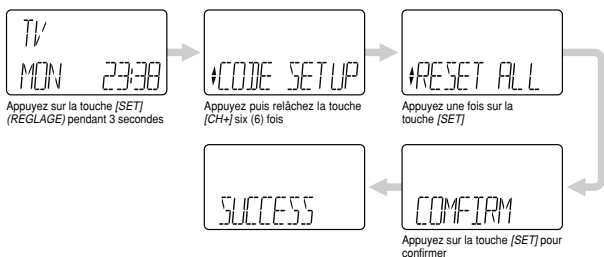 TV
MON 23:38
Appuyez sur la touche [SET]
(REGLAGE) pendant 3 secondes
CODE SETUP
Appuyez puis relâchez la touche
[CH+] six (6) fois
RESET ALL
Appuyez une fois sur la
touche [SET]
COMFIRM
Appuyez sur la touche [SET] pour
confirmer
SUCCESS